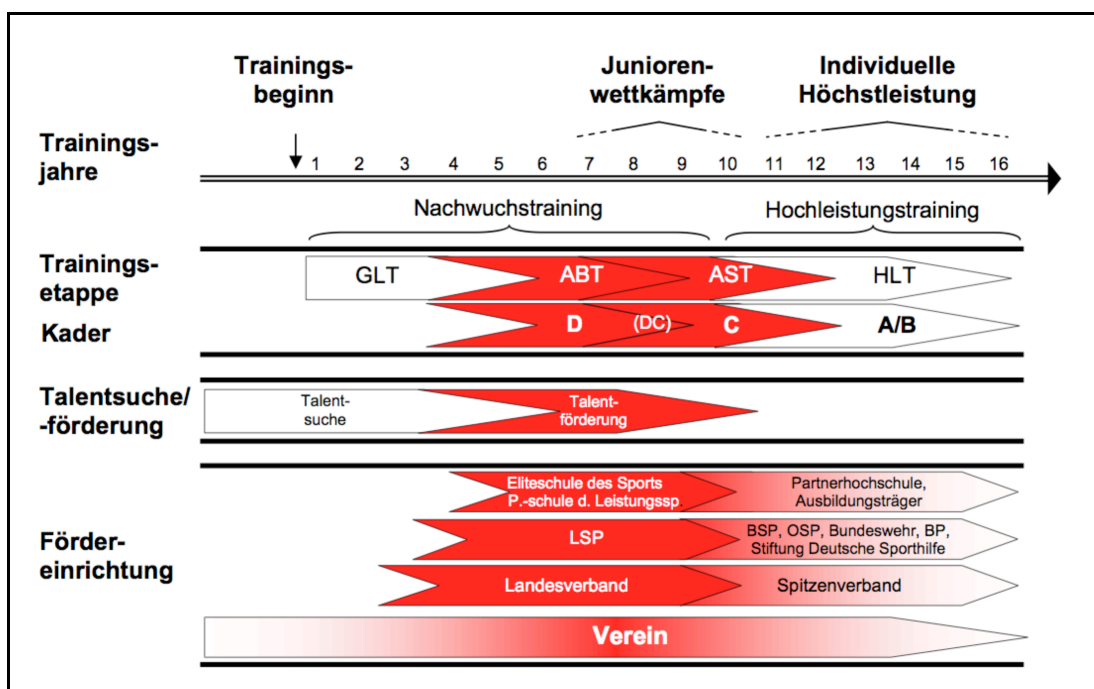 Trainings-
beginn
Junioren-
wettkämpfe
Individuelle
Höchstleistung
Trainings-
jahre
1 2 3 4 5 6 7 8 9 10 11 12 13 14 15 16
Nachwuchstraining
Hochleistungstraining
Trainings-
etappe
GLT ABT AST HLT
Kader
D (DC) C A/B
Talentsuche/
-förderung
Talent-
suche
Talent-
förderung
Förder-
einrichtung
Eliteschule des Sports
P.-schule d. Leistungssp.
Partnerhochschule,
Ausbildungsträger
LSP
BSP, OSP, Bundeswehr, BP,
Stiftung Deutsche Sporthilfe
Landesverband
Spitzenverband
Verein